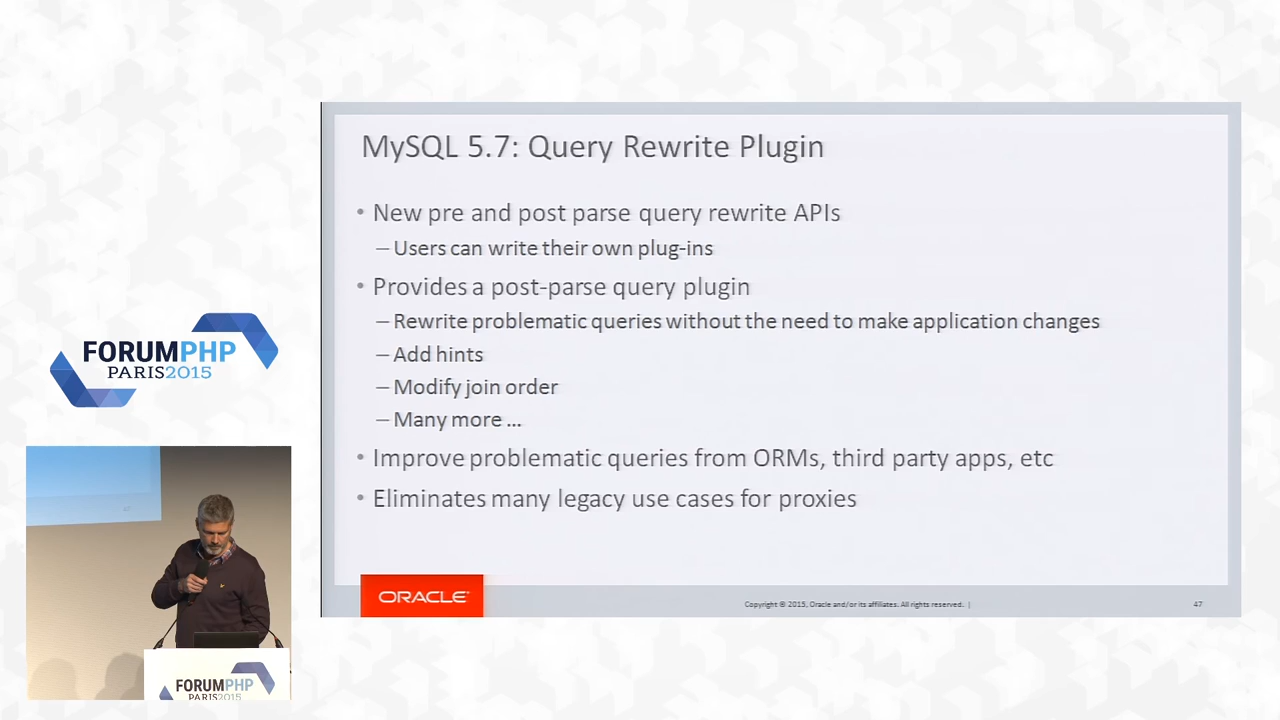 MySQL 5.7: Query Rewrite Plugin
• New pre and post parse query rewrite APIs
– Users can write their own plug-ins
• Provides a post-parse query plugin
– Rewrite problematic queries without the need to make application changes
– Add hints
– Modify join order
– Many more ...
• Improve problematic queries from ORMs, third party apps, etc
• Eliminates many legacy use cases for proxies
ORACLE
Copyright © 2015, Oracle and/or its affiliates. All rights reserved. |
47
FORUMPHP
PARIS2015
47
FORUMPHP
PARIS2015